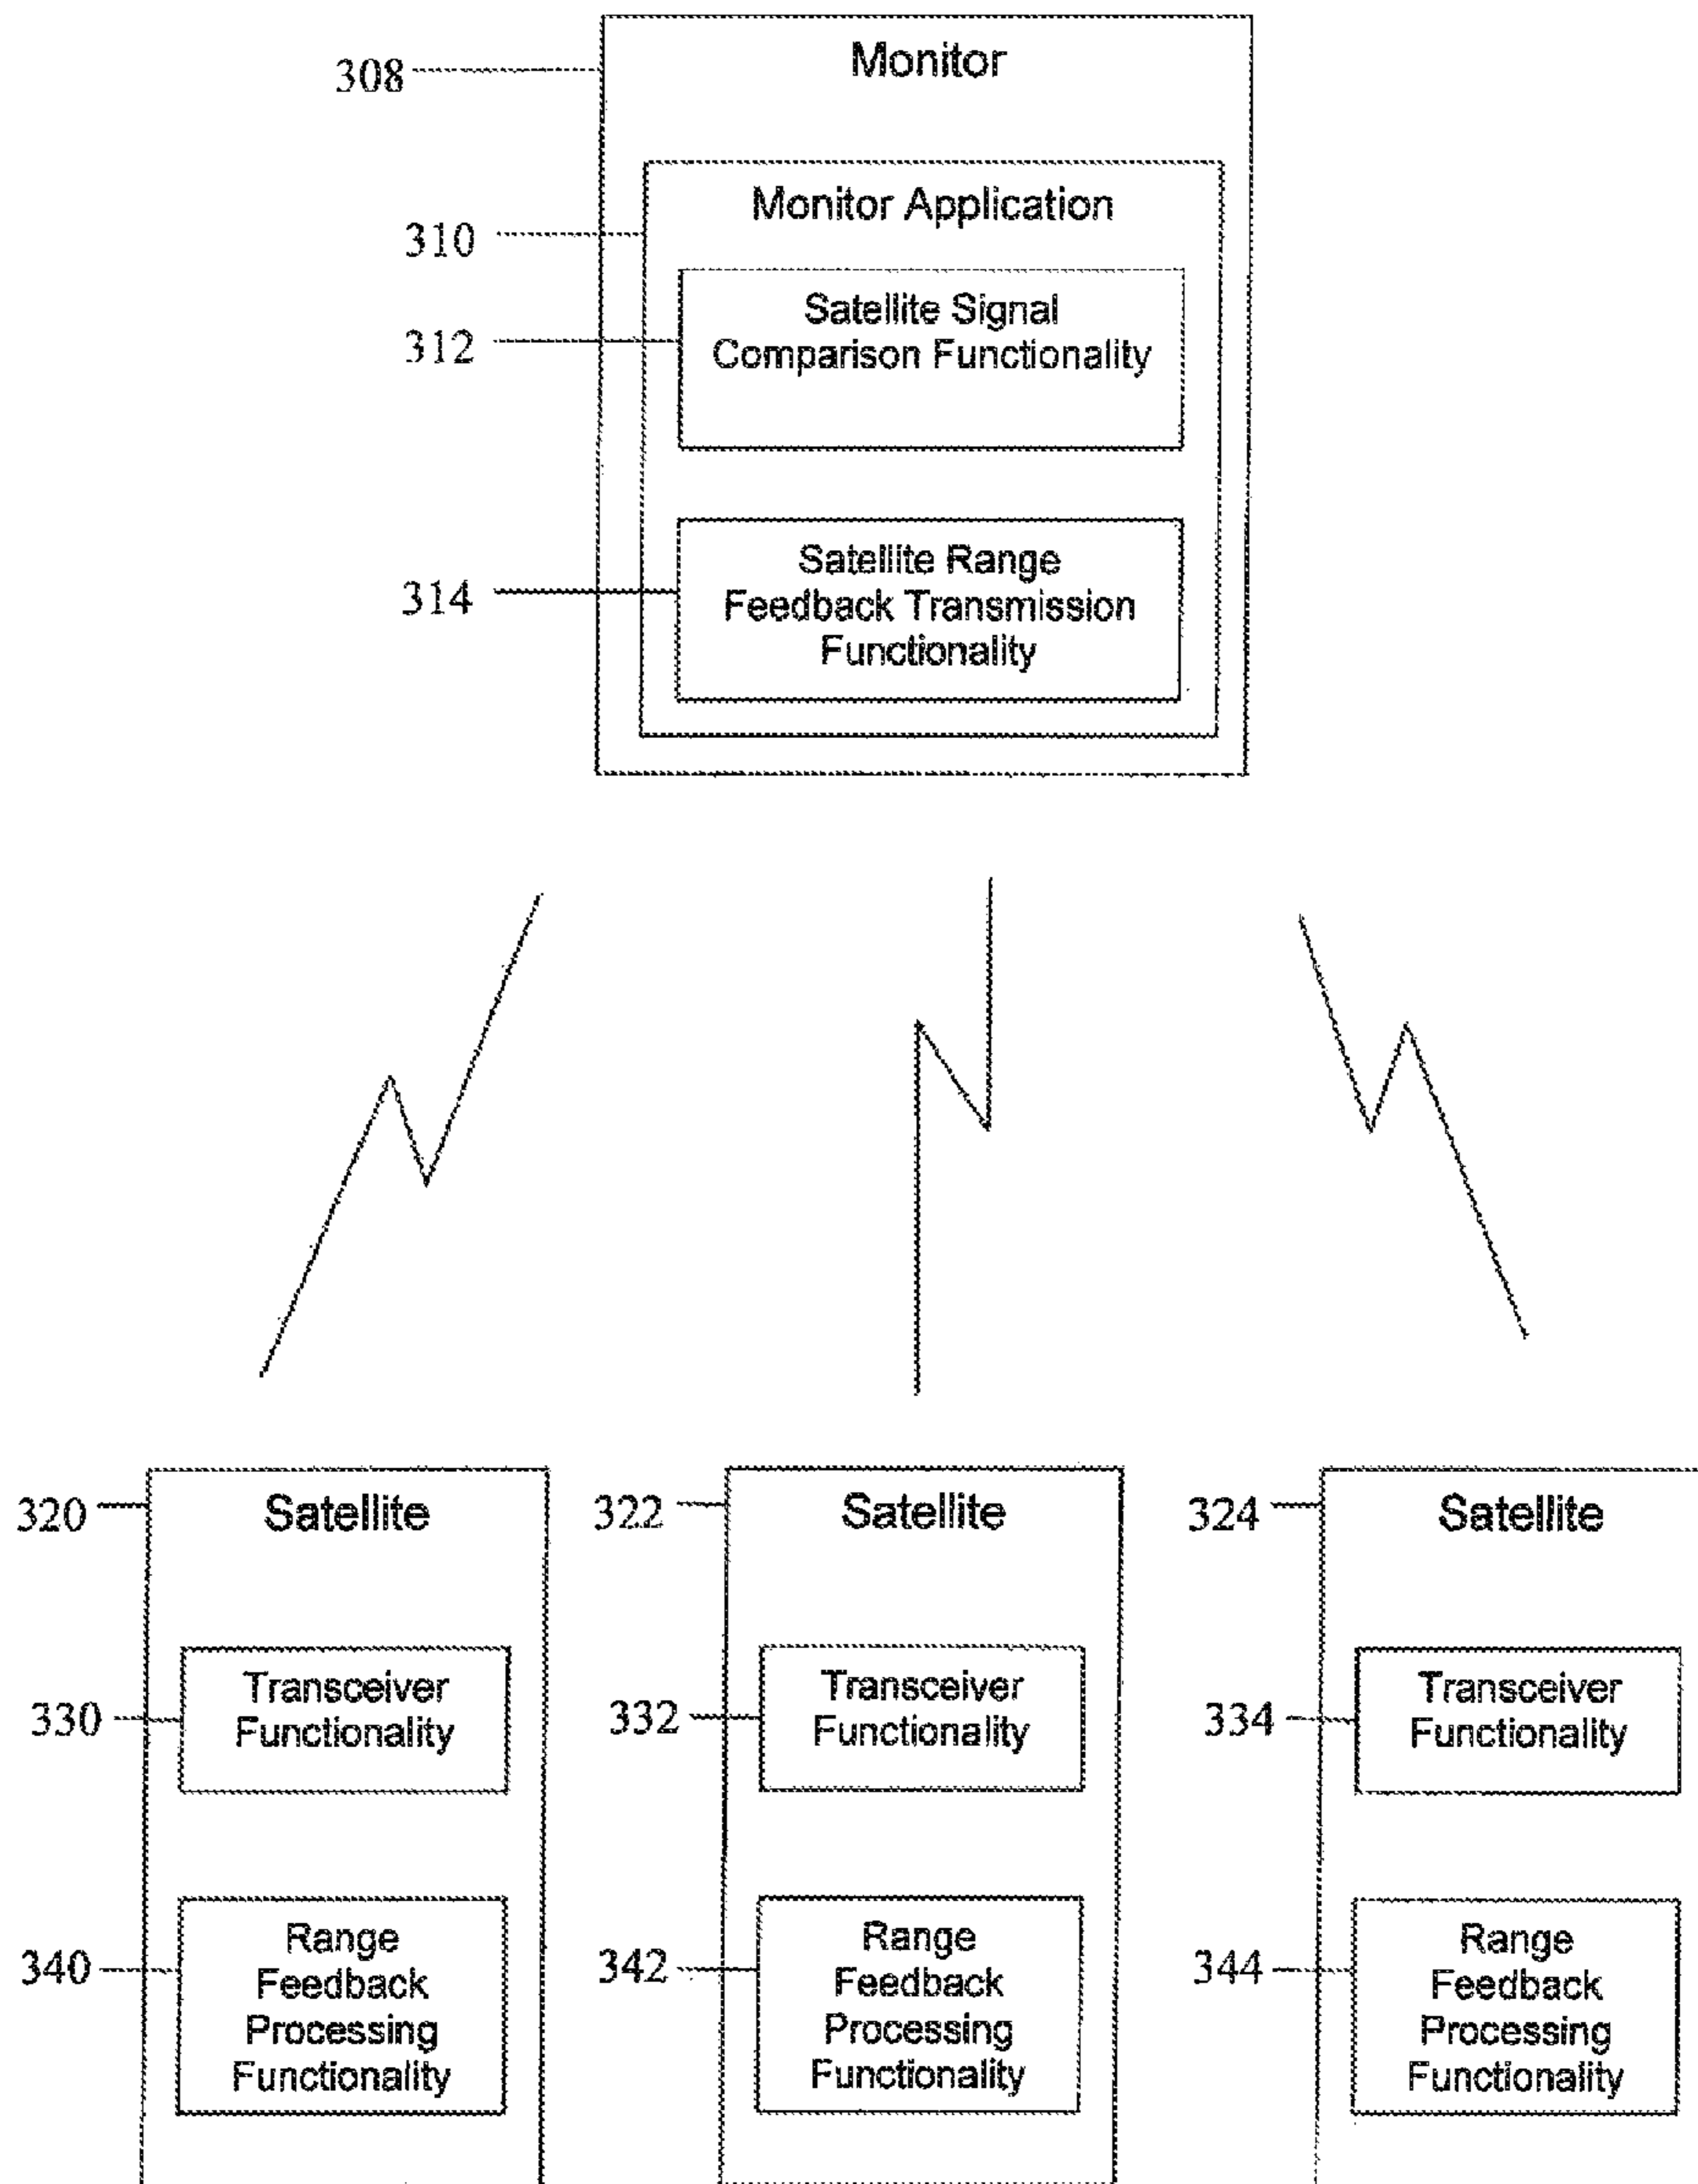 308
Monitor
310
Monitor Application
312
Satellite Signal
Comparison Functionality
314
Satellite Range
Feedback Transmission
Functionality
320
Satellite
322
Satellite
324
Satellite
330
Transceiver
Functionality
332
Transceiver
Functionality
334
Transceiver
Functionality
340
Range
Feedback
Processing
Functionality
342
Range
Feedback
Processing
Functionality
344
Range
Feedback
Processing
Functionality